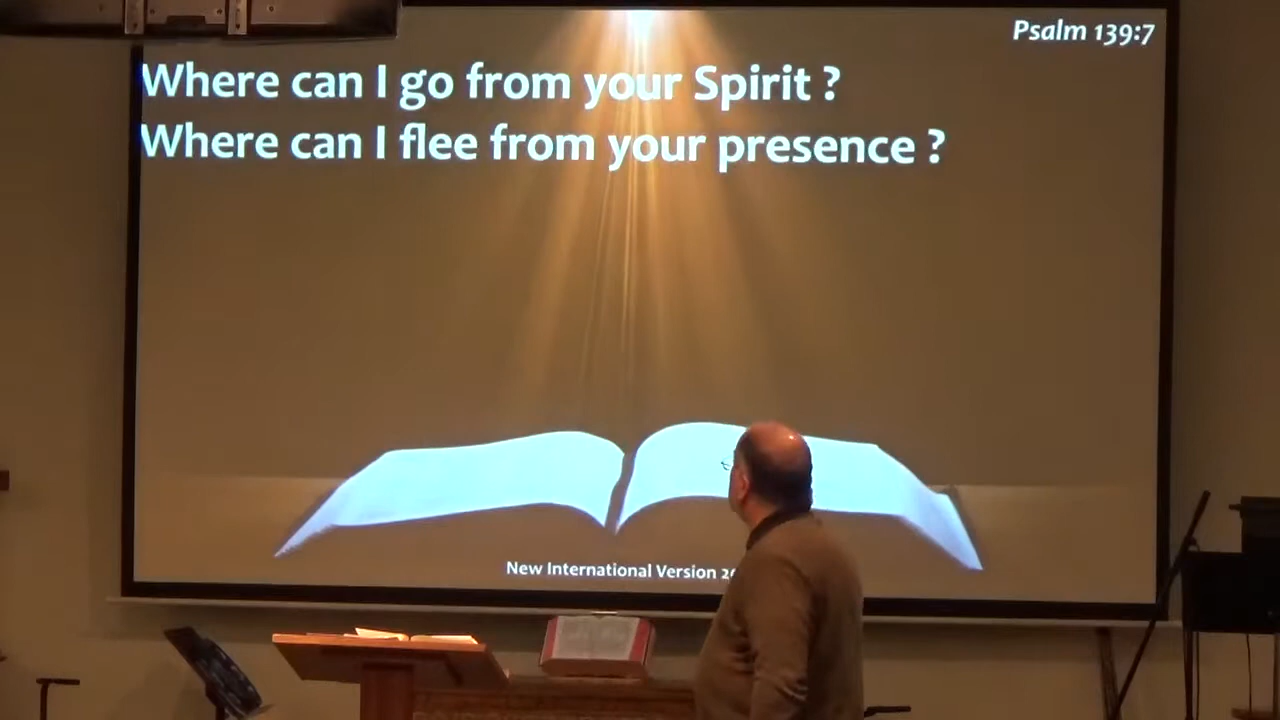 Psalm 139:7
Where can I go from your Spirit ?
Where can I flee from your presence ?
New International Version